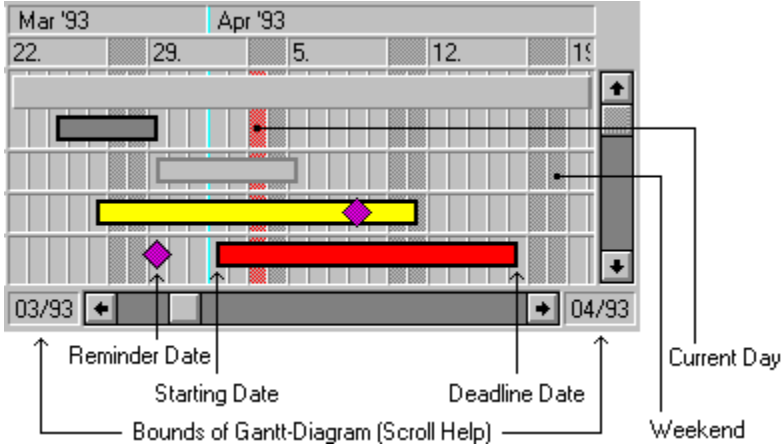 Mar '93 Apr '93
22. 29. 5. 12. 19
03/93 04/93
Reminder Date Current Day
Starting Date Deadline Date
Bounds of Gantt-Diagram (Scroll Help) Weekend